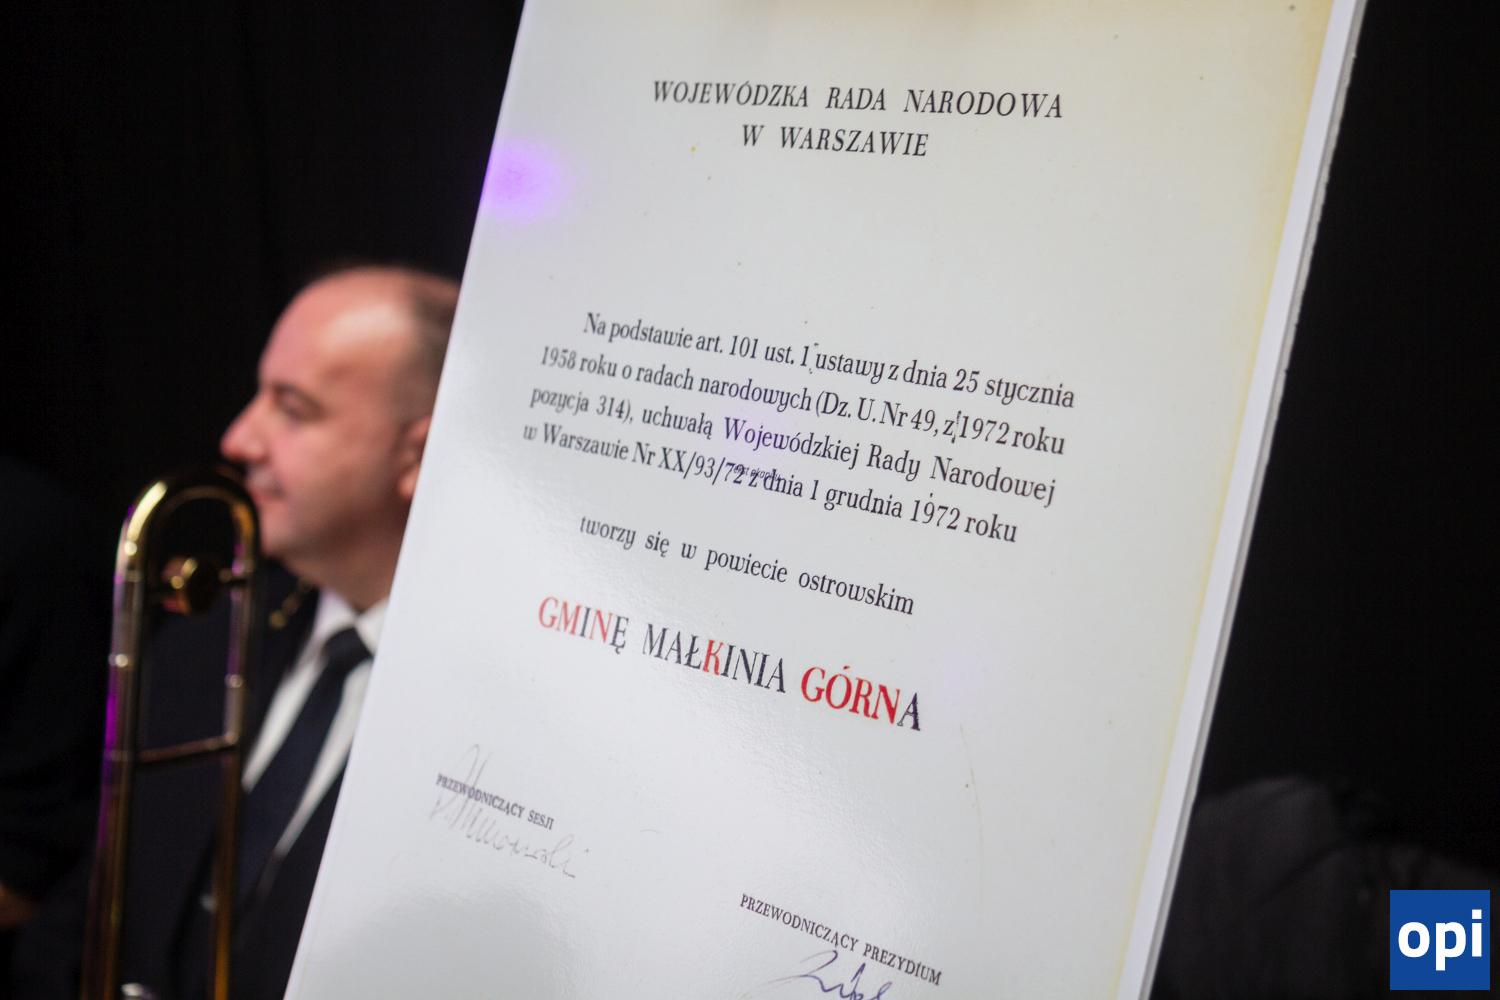 WOJEWÓDZKA RADA NARODOWA
W WARSZAWIE
Na podstawie art. 101 ust. 1 ustawy z dnia 25 stycznia
1958 roku o radach narodowych (Dz. U. Nr 49, z 1972 roku
pozycja 314), uchwałą Wojewódzkiej Rady Narodowej
w Warszawie Nr XX/93/72 z dnia 1 grudnia 1972 roku
tworzy się w powiecie ostrowskim
GMINĘ MAŁKINIA GÓRNA
PRZEWODNICZĄCY SESJI
PRZEWODNICZĄCY PREZYDIUM
opi